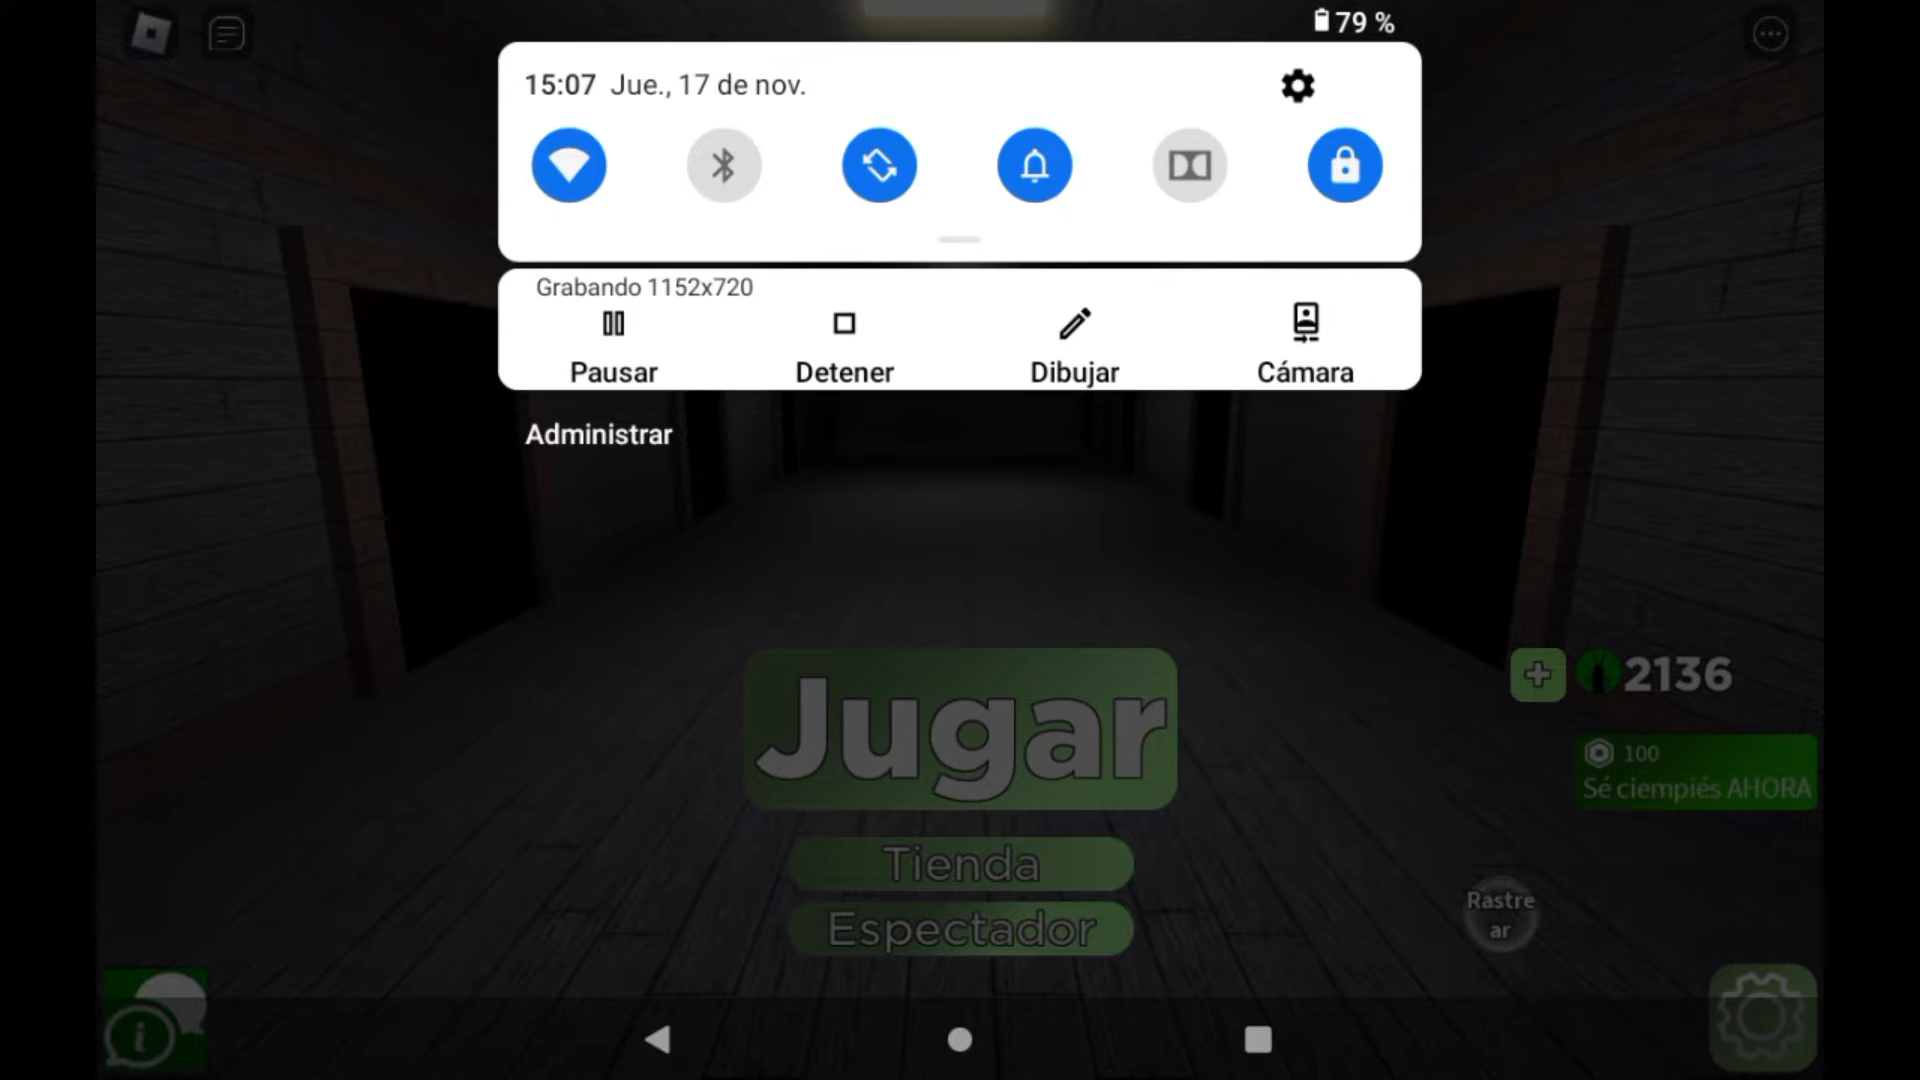 79 %
15:07 Jue., 17 de nov.
Grabando 1152x720
Pausar
Detener
Dibujar
Cámara
Administrar
Jugar
2136
100
Sé ciempiés AHORA
Tienda
Rastre
ar
Espectador
i